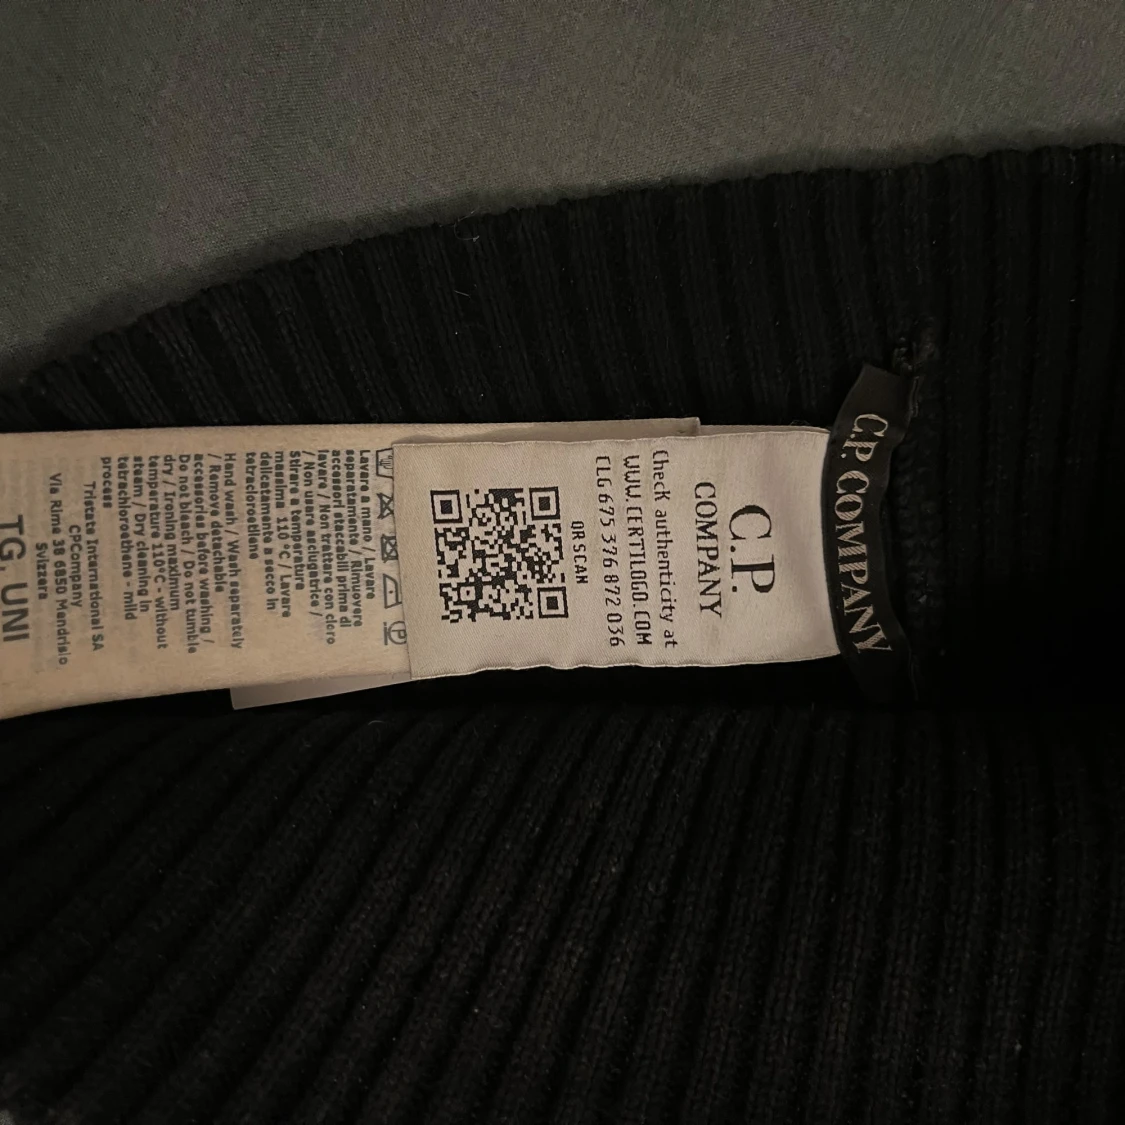 C.P. COMPANY
C.P.
COMPANY
Check authenticity at
WWW.CERTILOGO.COM
CLG 675 376 872 036
QR SCAN
Lavare a mano / Lavare
separatamente / Rimuovere
accessori staccabili prima di
lavare / Non trattare con cloro
/ Non usare asciugatrice /
Stirare a temperatura
massima 110 °C / Lavare
delicatamente a secco in
tetracloroetilene
Hand wash / Wash separately
/ Remove detachable
accessories before washing /
Do not bleach / Do not tumble
dry / Ironing maximum
temperature 110°C - without
steam / Dry cleaning in
tetrachloroethane - mild
process
Tristate International SA
CPCompany
Via Rime 38 6850 Mendrisio,
Svizzera
TG. UNI